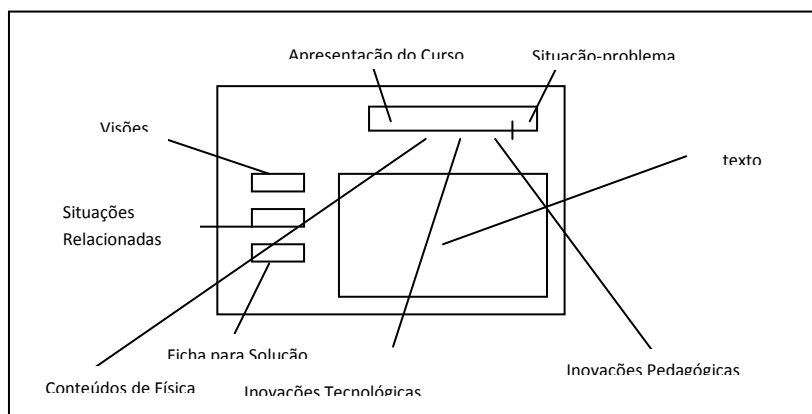 Apresentação do Curso
Situação-problema
Visões
texto
Situações
Relacionadas
Ficha para Solução
Inovações Pedagógicas
Conteúdos de Física
Inovações Tecnológicas